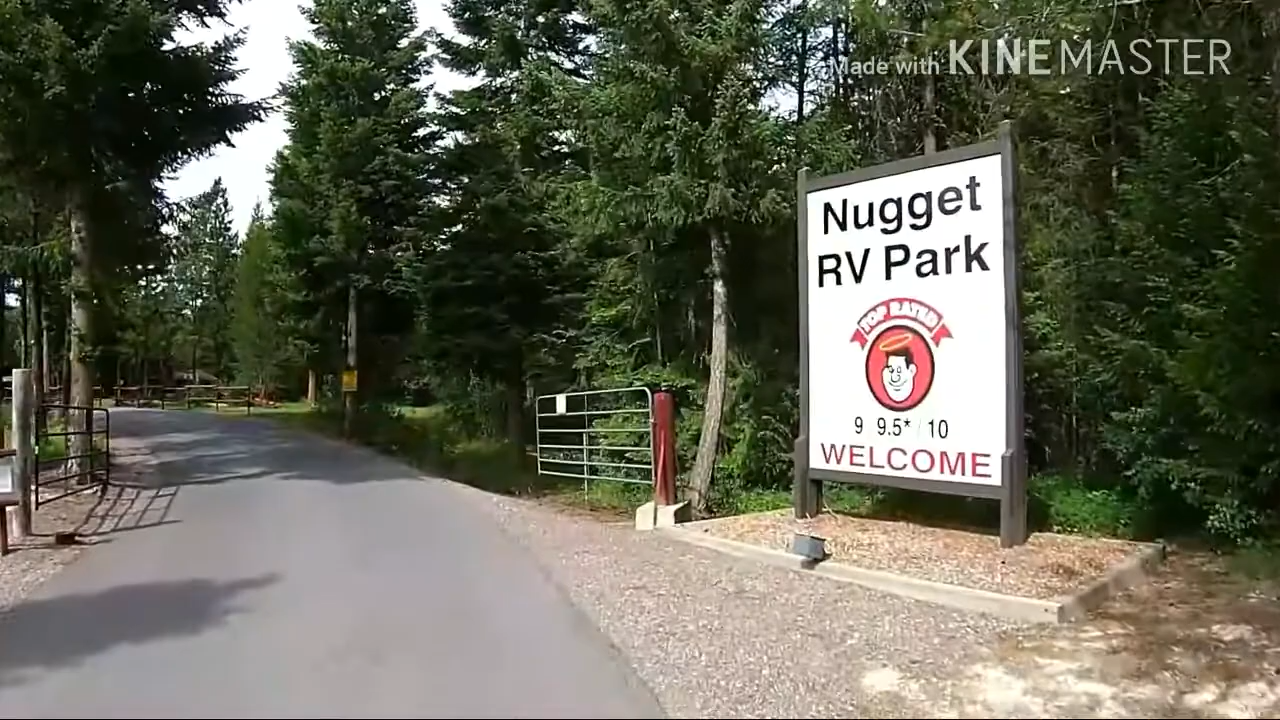 Made with KINEMASTER
Nugget
RV Park
TOP RATED
9 9.5* / 10
WELCOME